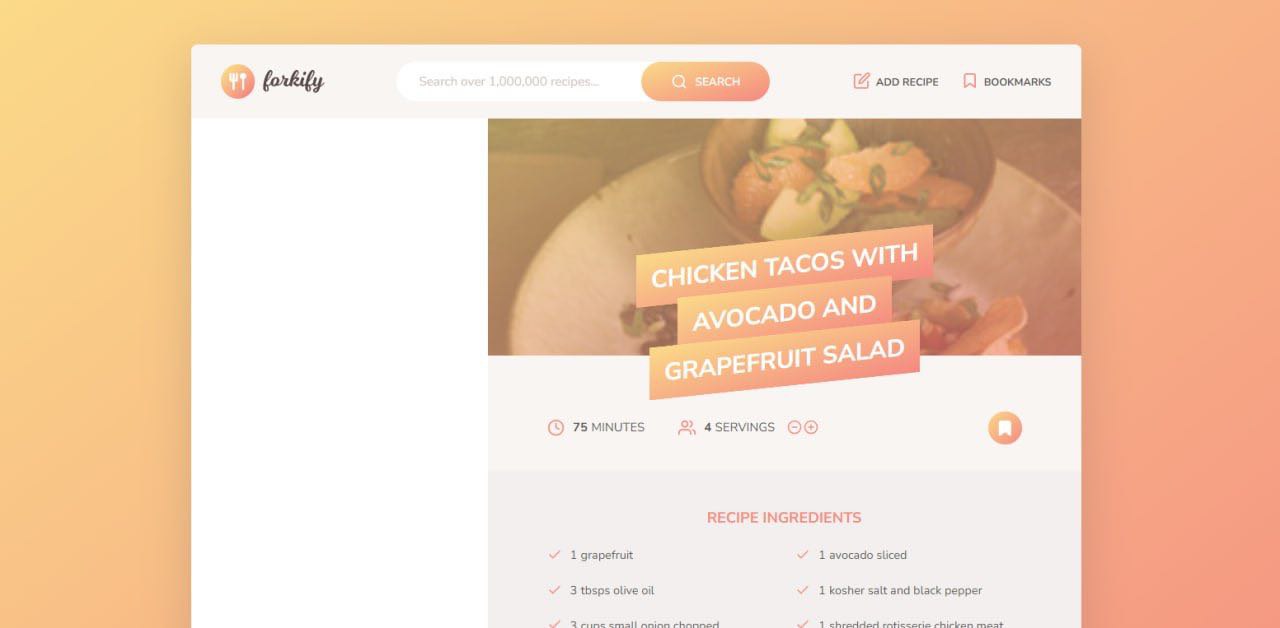 forkify
Search over 1,000,000 recipes...
SEARCH
ADD RECIPE
BOOKMARKS
CHICKEN TACOS WITH
AVOCADO AND
GRAPEFRUIT SALAD
75 MINUTES
4 SERVINGS
RECIPE INGREDIENTS
1 grapefruit
1 avocado sliced
3 tbsps olive oil
1 kosher salt and black pepper
3 cups small onion chopped
1 shredded rotisserie chicken meat